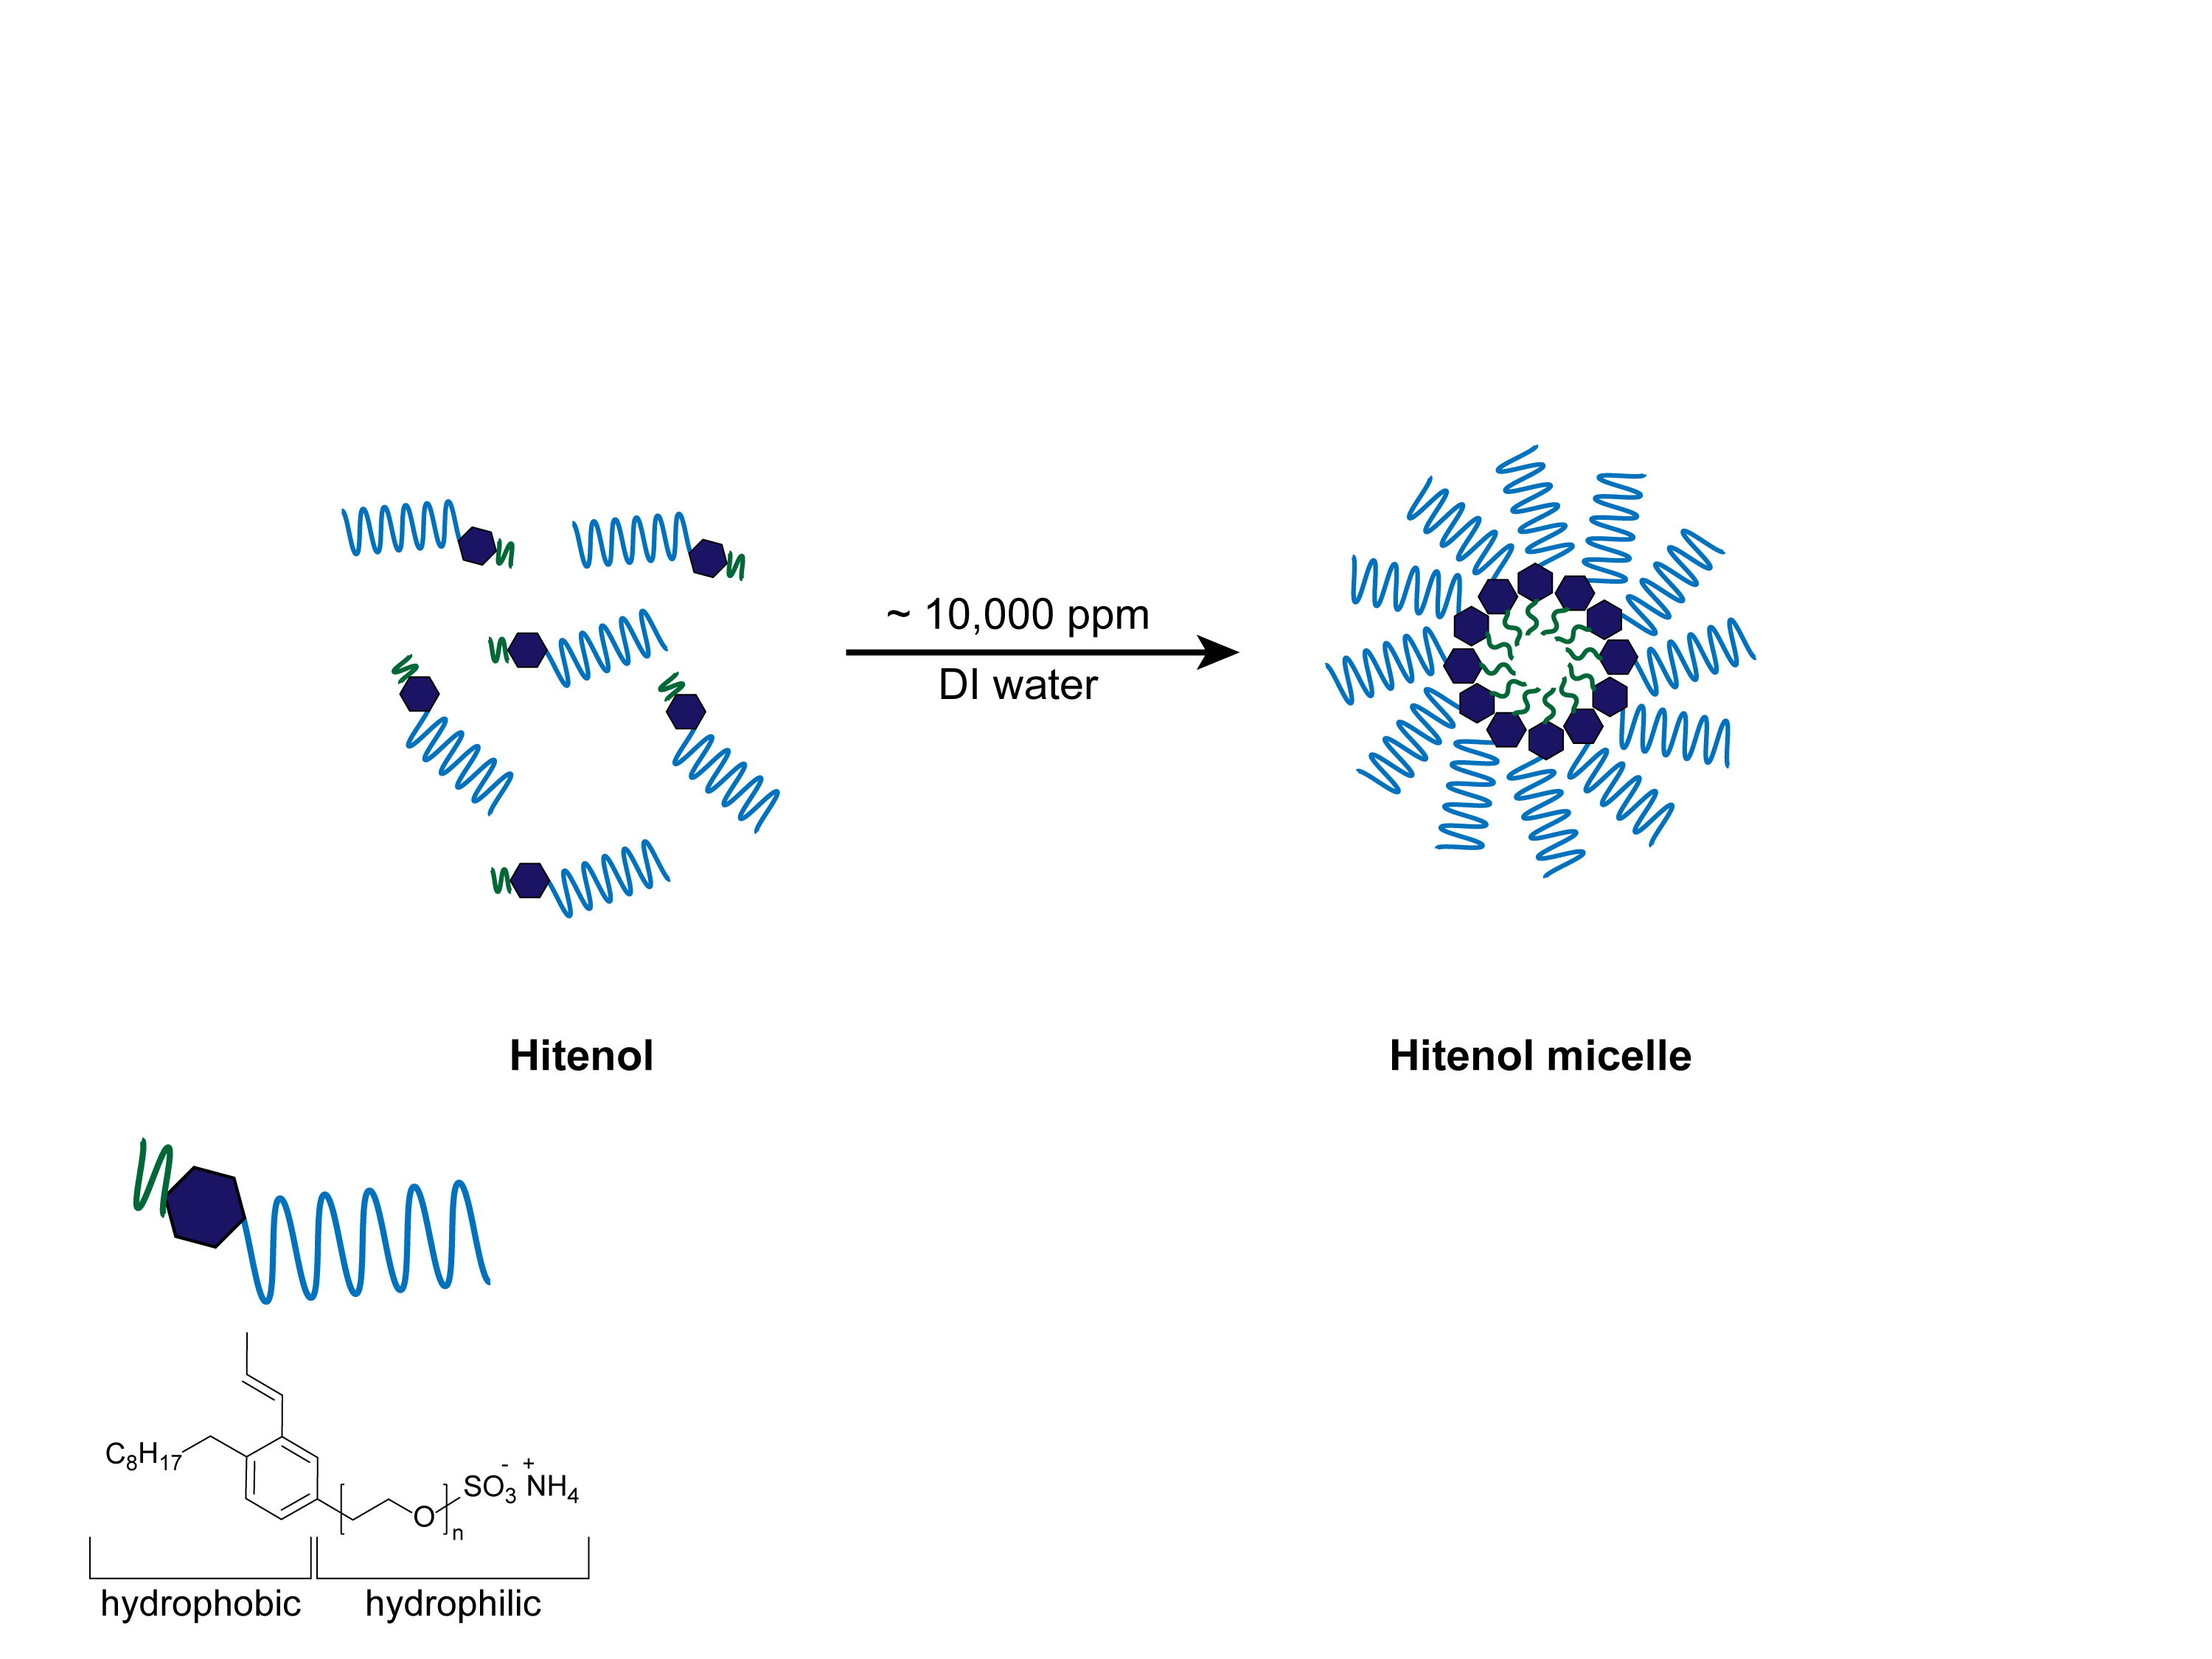 ~ 10,000 ppm
DI water
Hitenol
Hitenol micelle
C8H17
SO3- +NH4
O
n
hydrophobic
hydrophilic